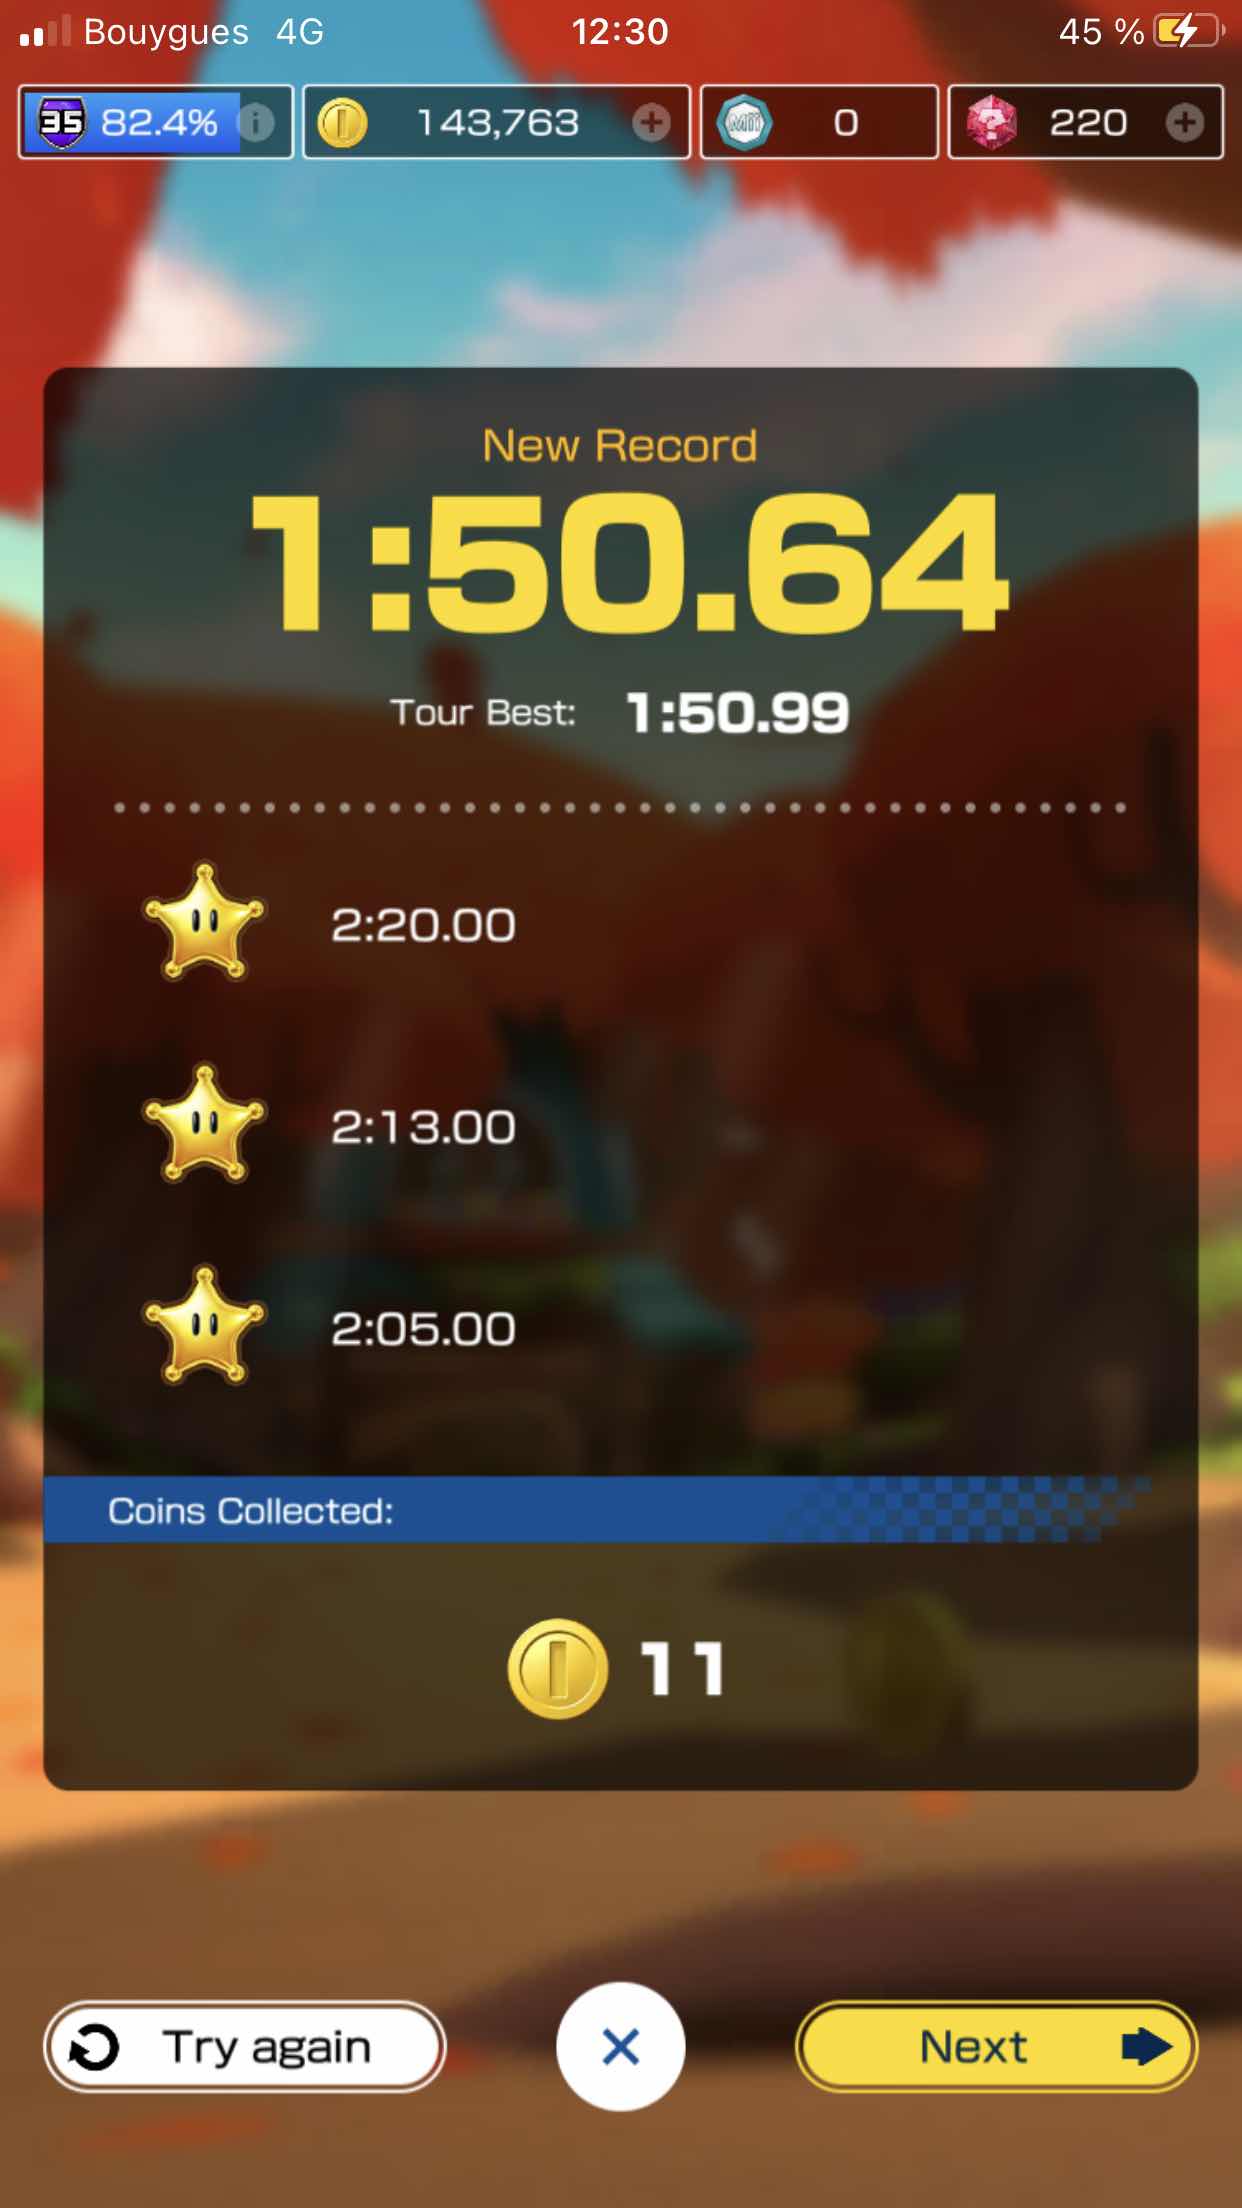 Bouygues 4G 12:30 45 %
35 82.4% i 143,763 + Mii 0 220 +
New Record
1:50.64
Tour Best: 1:50.99
2:20.00
2:13.00
2:05.00
Coins Collected:
11
Try again × Next